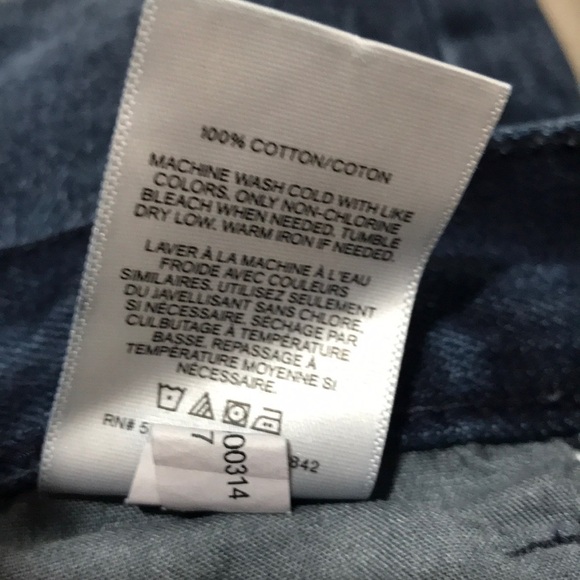 100% COTTON/COTON
MACHINE WASH COLD WITH LIKE
COLORS. ONLY NON-CHLORINE
BLEACH WHEN NEEDED. TUMBLE
DRY LOW. WARM IRON IF NEEDED.
LAVER À LA MACHINE À L'EAU
FROIDE AVEC COULEURS
SIMILAIRES. UTILISEZ SEULEMENT
DU JAVELLISANT SANS CHLORE,
SI NÉCESSAIRE. SÉCHAGE PAR
CULBUTAGE À TEMPÉRATURE
BASSE. REPASSAGE À
TEMPÉRATURE MOYENNE SI
NÉCESSAIRE.
RN# 5
842
00314
7